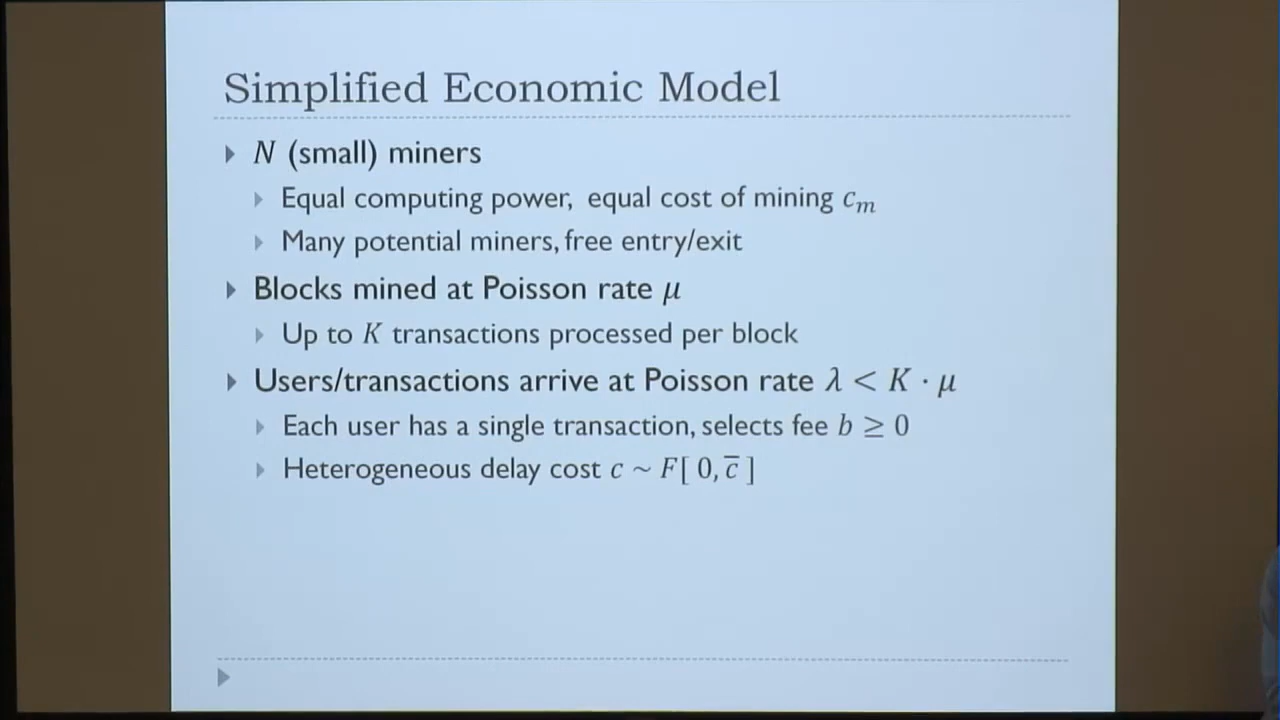 Simplified Economic Model
N (small) miners
Equal computing power, equal cost of mining cₘ
Many potential miners, free entry/exit
Blocks mined at Poisson rate μ
Up to K transactions processed per block
Users/transactions arrive at Poisson rate λ < K · μ
Each user has a single transaction, selects fee b ≥ 0
Heterogeneous delay cost c ~ F[ 0, c̅ ]